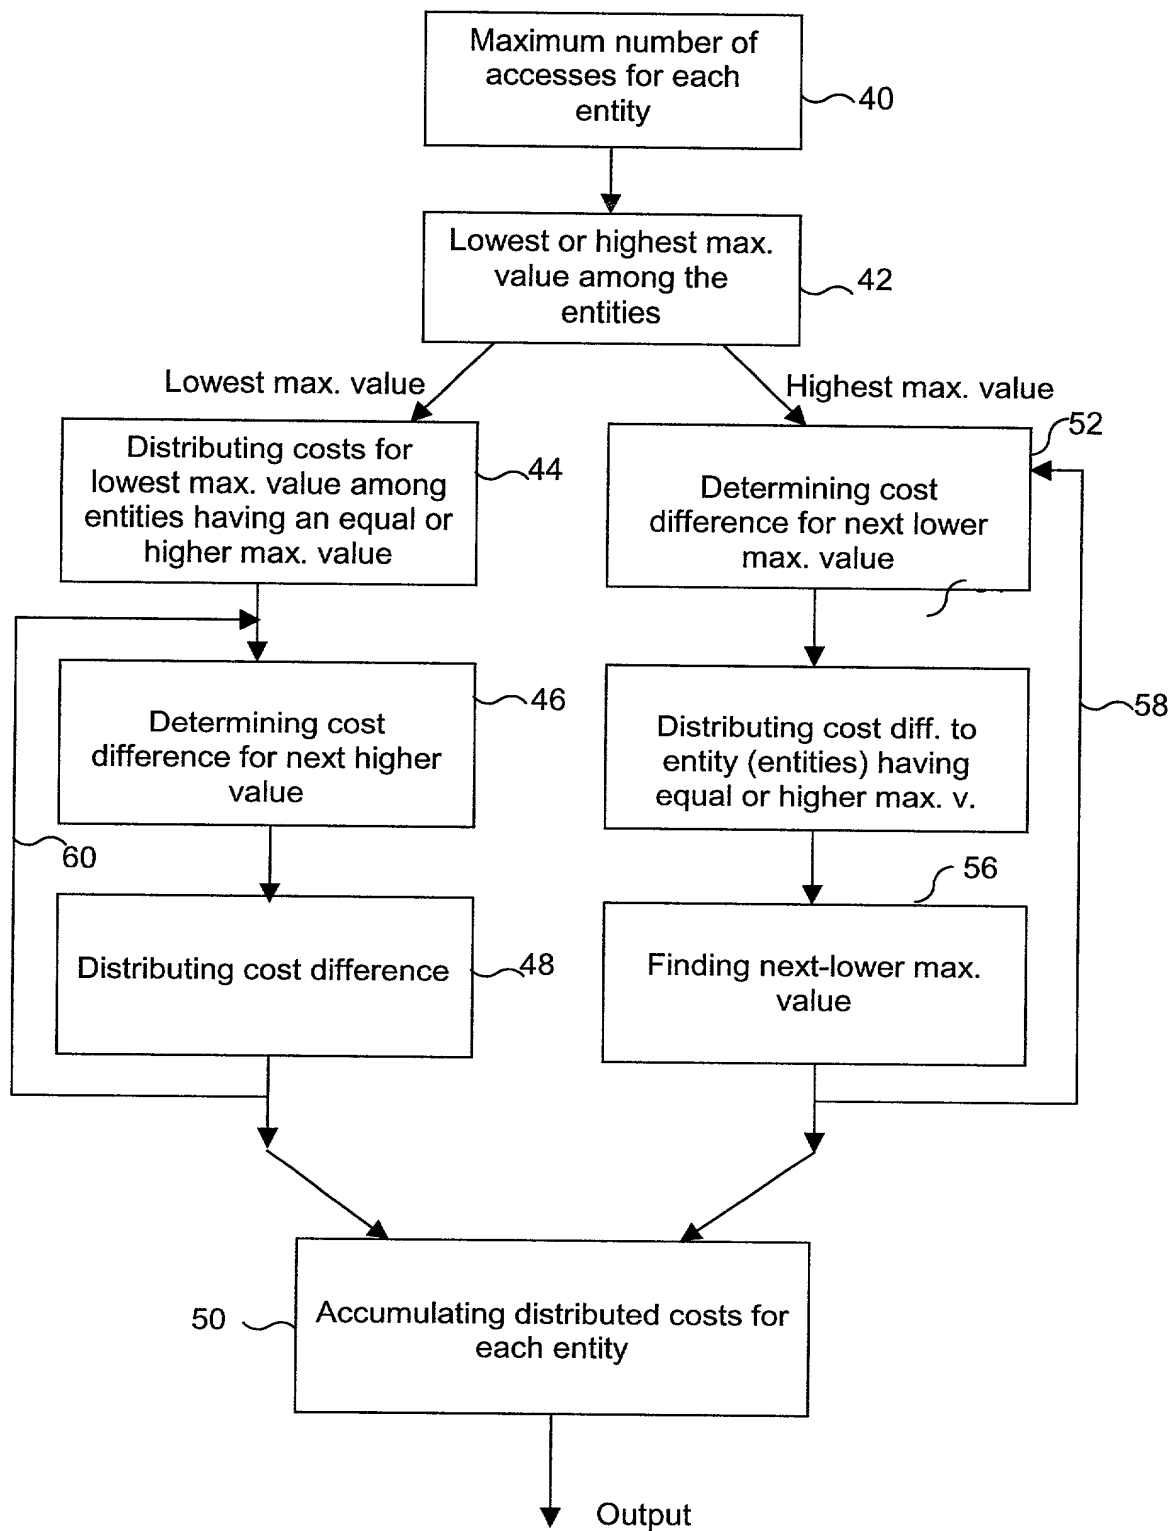 Maximum number of
accesses for each
entity
40
Lowest or highest max.
value among the
entities
42
Lowest max. value
Highest max. value
Distributing costs for
lowest max. value among
entities having an equal or
higher max. value
44
52
Determining cost
difference for next lower
max. value
Determining cost
difference for next higher
value
46
Distributing cost diff. to
entity (entities) having
equal or higher max. v.
58
60
Distributing cost difference
48
56
Finding next-lower max.
value
50
Accumulating distributed costs for
each entity
Output